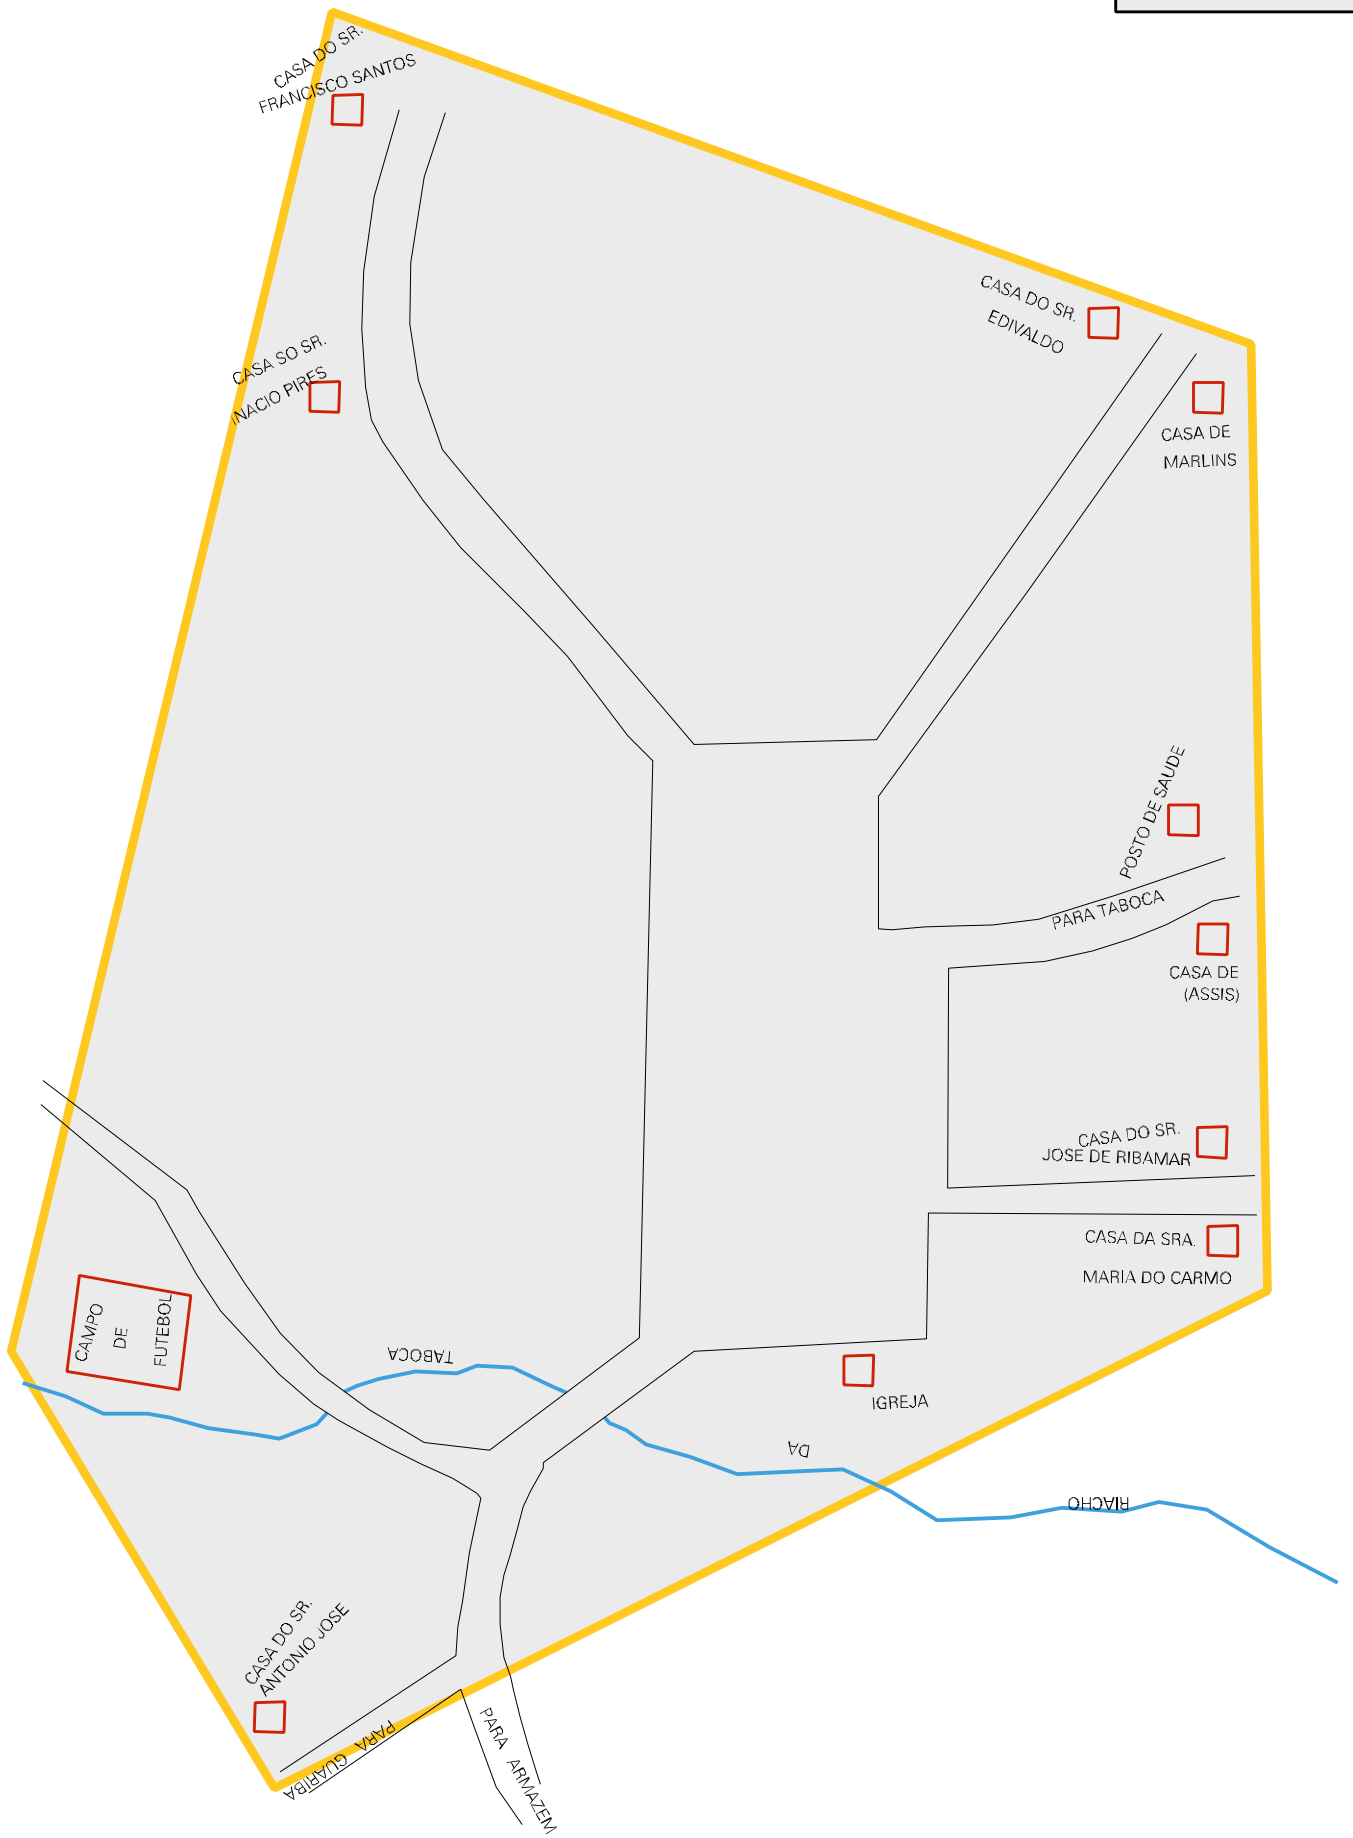 CASA DO SR.
FRANCISCO SANTOS
CASA DO SR.
EDIVALDO
CASA SO SR.
INACIO PIRES
CASA DE
MARLINS
POSTO DE SAUDE
PARA TABOCA
CASA DE
(ASSIS)
CASA DO SR.
JOSE DE RIBAMAR
CASA DA SRA.
MARIA DO CARMO
CAMPO
DE
FUTEBOL
TABOCA
IGREJA
DA
RIACHO
CASA DO SR.
ANTONIO JOSE
PARA GUARIBA
PARA ARMAZEM